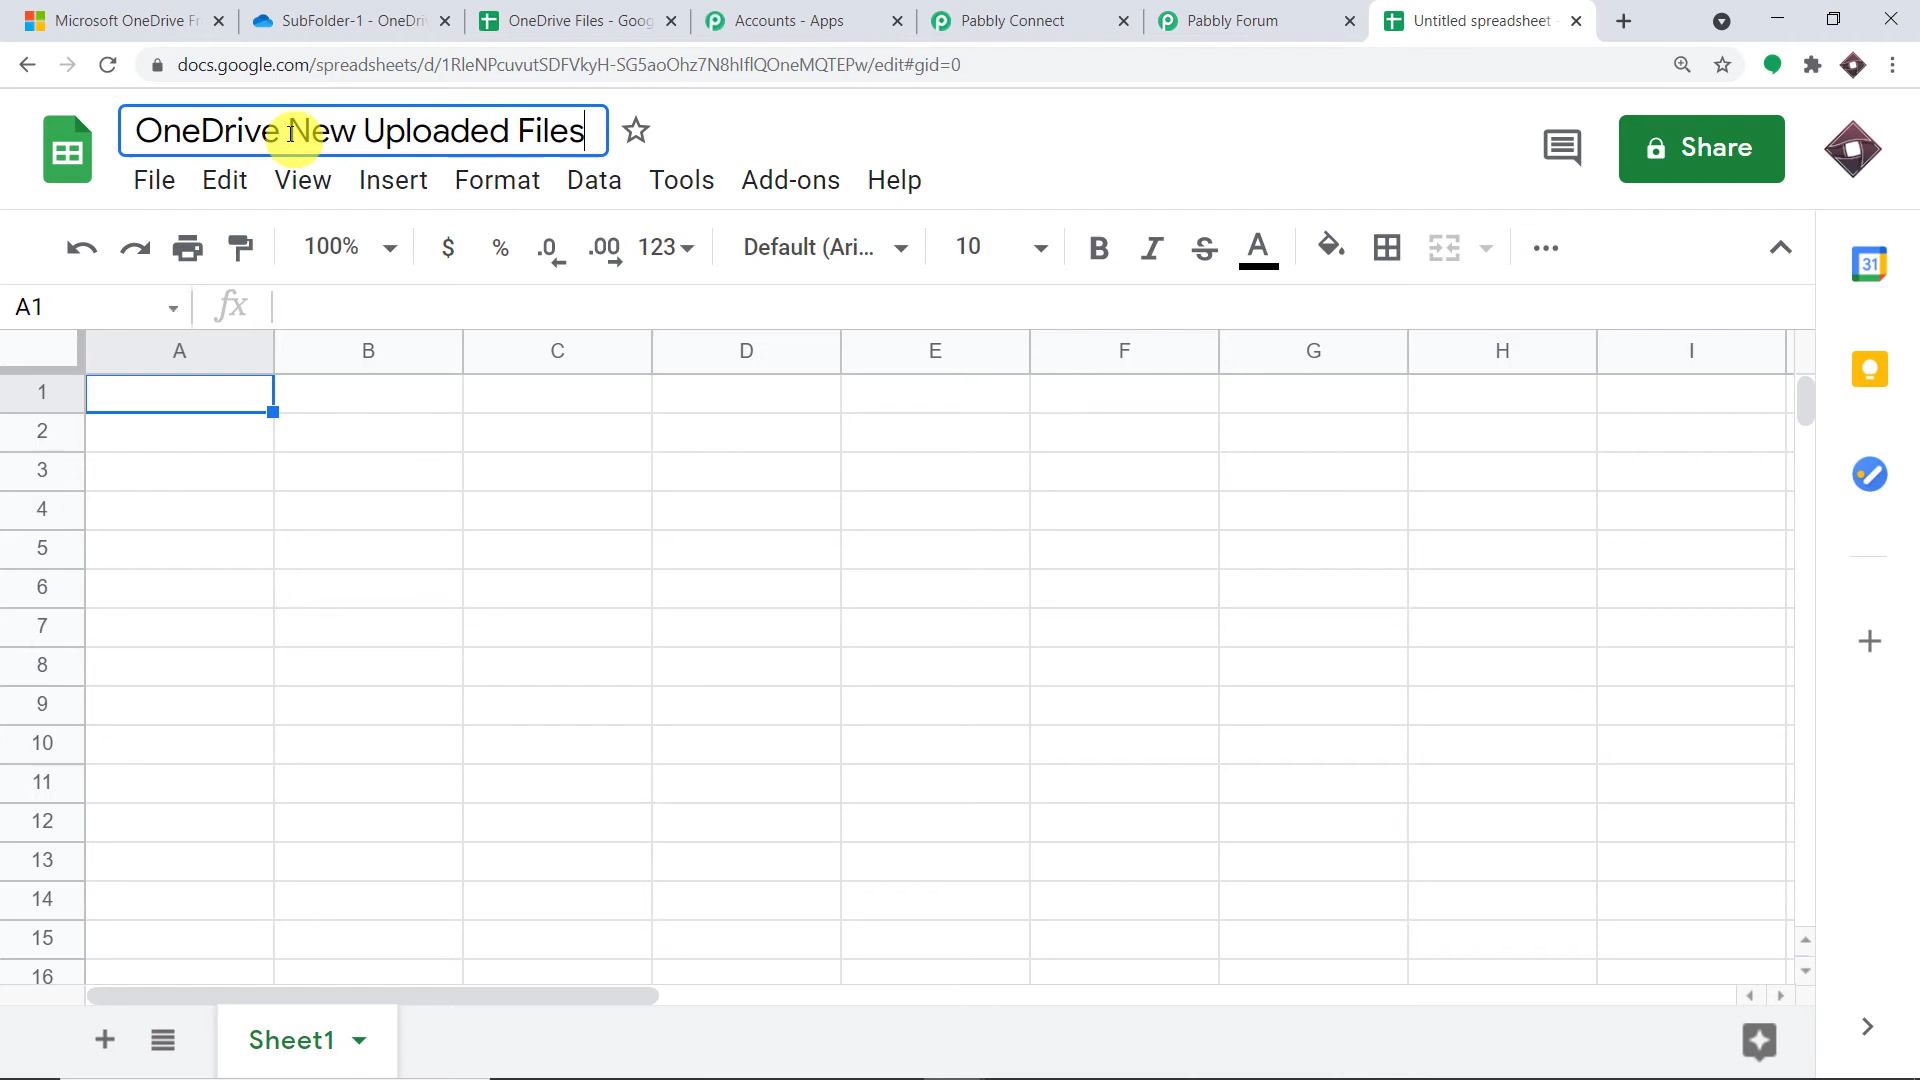 Microsoft OneDrive Fr
SubFolder-1 - OneDriv
OneDrive Files - Goog
Accounts - Apps
Pabbly Connect
Pabbly Forum
Untitled spreadsheet -
docs.google.com/spreadsheets/d/1RleNPcuvutSDFVkyH-SG5aoOhz7N8hIflQOneMQTEPw/edit#gid=0
OneDrive New Uploaded Files
Share
File Edit View Insert Format Data Tools Add-ons Help
100% $ % .0 .00 123 Default (Ari... 10 B I S A
31
A1 fx
A B C D E F G H I
1
2
3
4
5
6
7
8
9
10
11
12
13
14
15
16
Sheet1